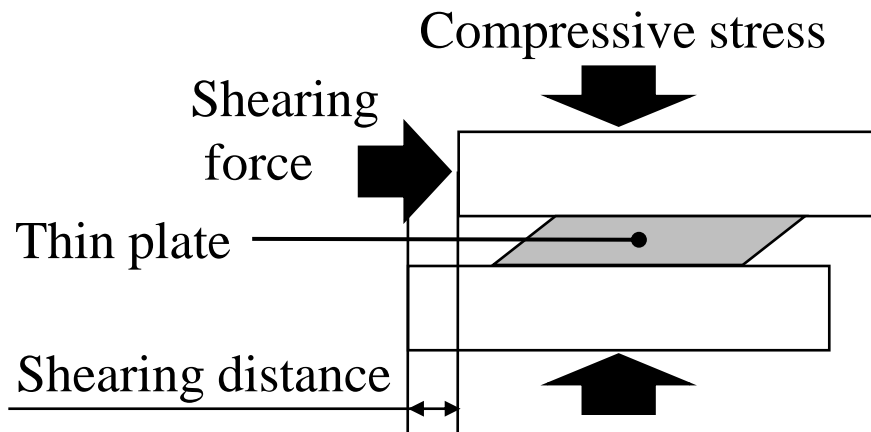 Compressive stress
Shearing
force
Thin plate
Shearing distance